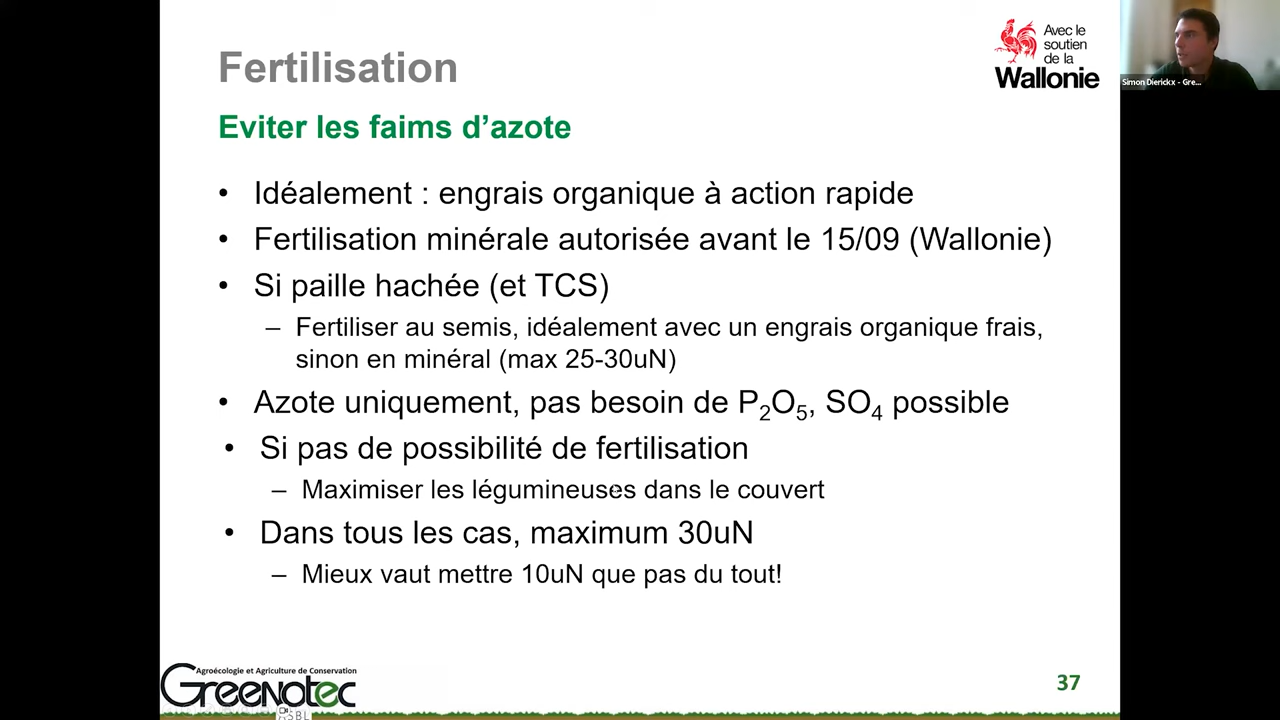 Fertilisation
Avec le
soutien
de la
Wallonie
Simon Dierickx - Gre...
Eviter les faims d’azote
• Idéalement : engrais organique à action rapide
• Fertilisation minérale autorisée avant le 15/09 (Wallonie)
• Si paille hachée (et TCS)
– Fertiliser au semis, idéalement avec un engrais organique frais,
sinon en minéral (max 25-30uN)
• Azote uniquement, pas besoin de P₂O₅, SO₄ possible
• Si pas de possibilité de fertilisation
– Maximiser les légumineuses dans le couvert
• Dans tous les cas, maximum 30uN
– Mieux vaut mettre 10uN que pas du tout!
Agroécologie et Agriculture de Conservation
Greenotec
SBL
37